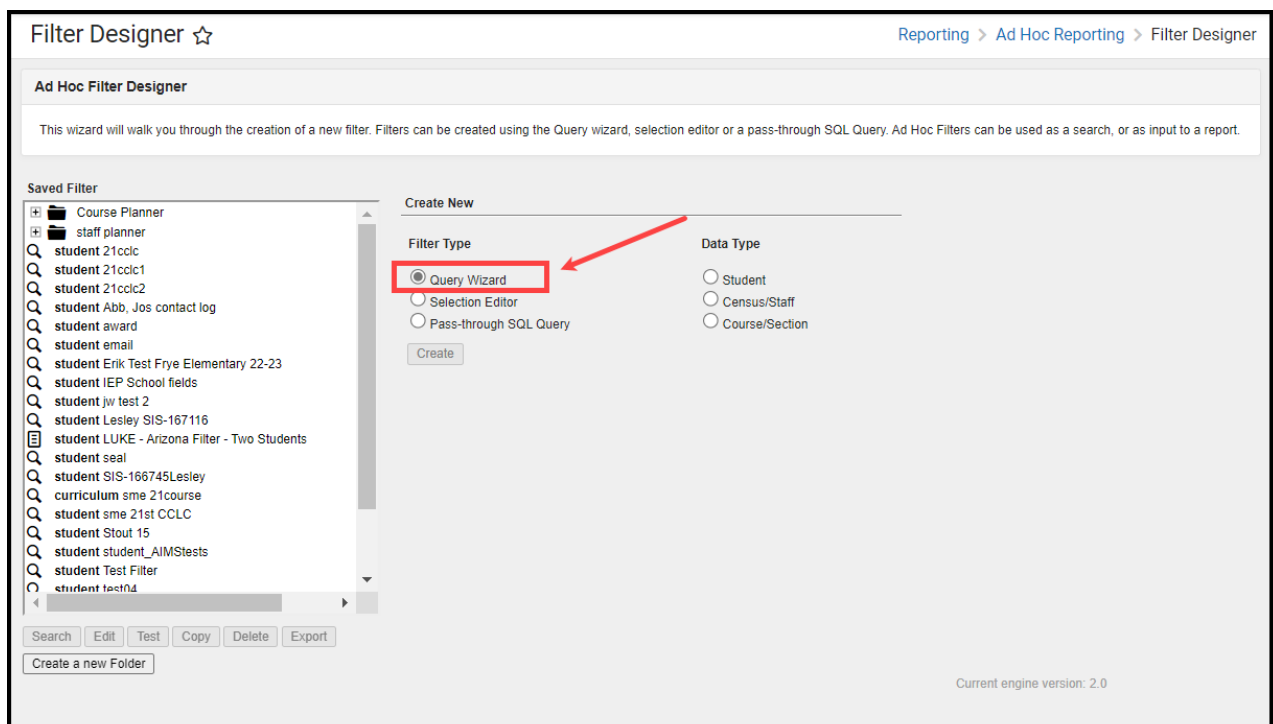 Filter Designer
Reporting > Ad Hoc Reporting > Filter Designer
Ad Hoc Filter Designer
This wizard will walk you through the creation of a new filter. Filters can be created using the Query wizard, selection editor or a pass-through SQL Query. Ad Hoc Filters can be used as a search, or as input to a report.
Saved Filter
Course Planner
staff planner
student 21cclc
student 21cclc1
student 21cclc2
student Abb, Jos contact log
student award
student email
student Erik Test Frye Elementary 22-23
student IEP School fields
student jw test 2
student Lesley SIS-167116
student LUKE - Arizona Filter - Two Students
student seal
student SIS-166745Lesley
curriculum sme 21course
student sme 21st CCLC
student Stout 15
student student_AIMStests
student Test Filter
student test04
Search Edit Test Copy Delete Export
Create a new Folder
Create New
Filter Type
Query Wizard
Selection Editor
Pass-through SQL Query
Create
Data Type
Student
Census/Staff
Course/Section
Current engine version: 2.0